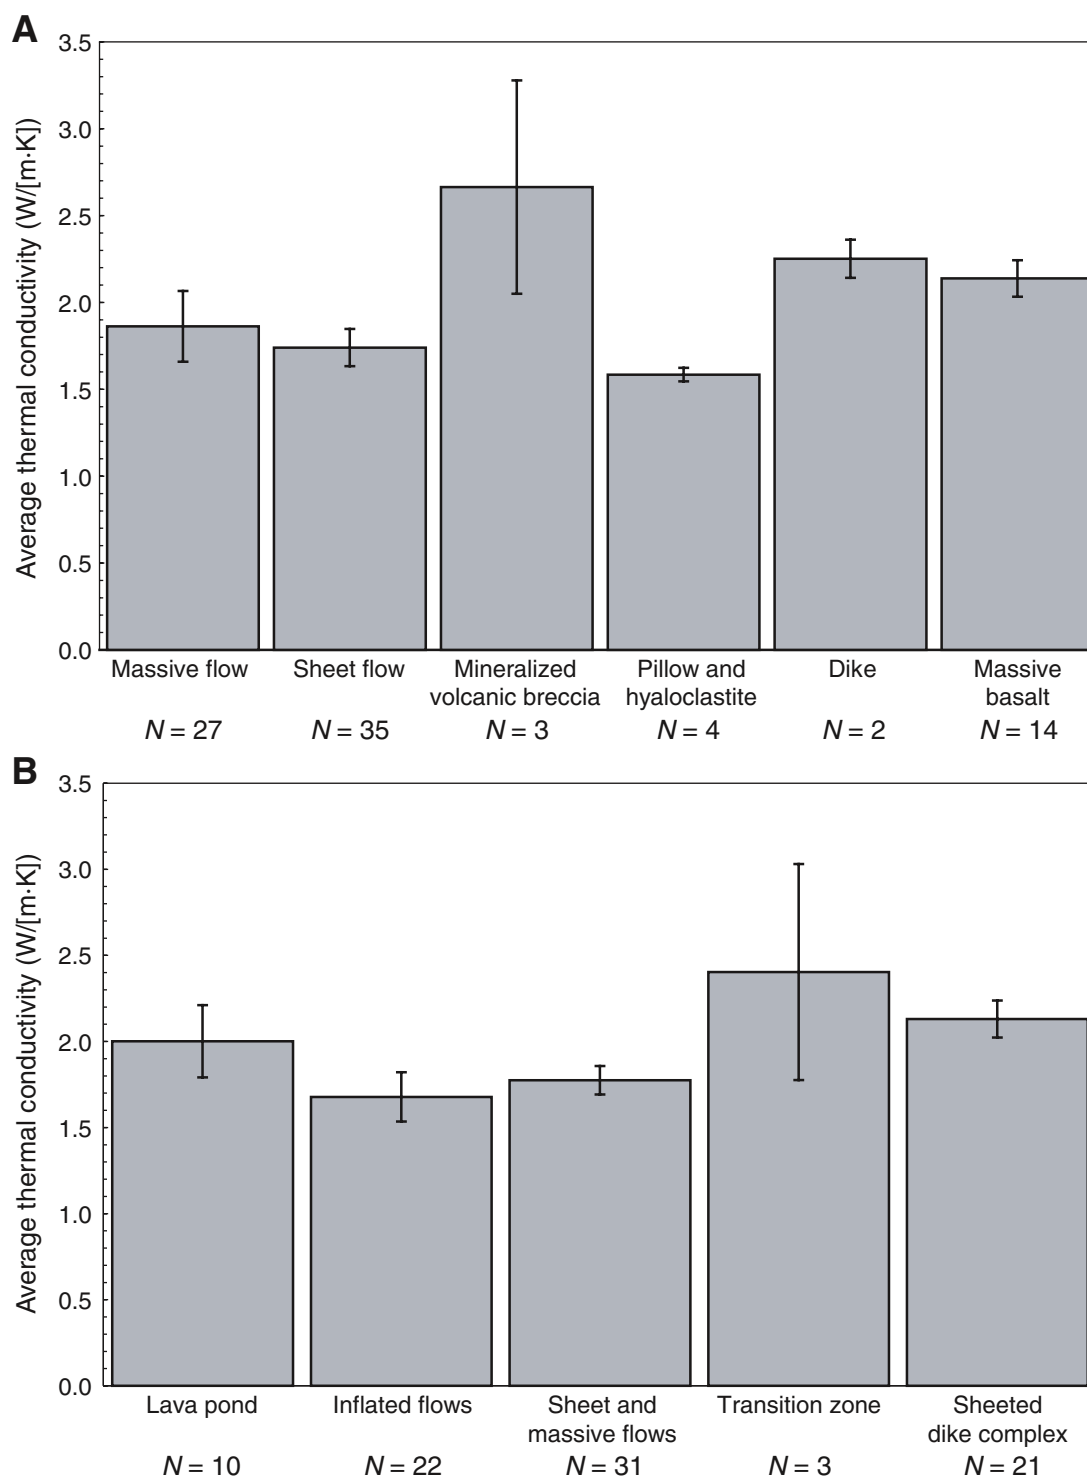 A
Average thermal conductivity (W/[m·K])
3.5
3.0
2.5
2.0
1.5
1.0
0.5
0.0
Massive flow Sheet flow Mineralized Pillow and Dike Massive
volcanic breccia hyaloclastite basalt
N = 27 N = 35 N = 3 N = 4 N = 2 N = 14
B
Average thermal conductivity (W/[m·K])
3.5
3.0
2.5
2.0
1.5
1.0
0.5
0.0
Lava pond Inflated flows Sheet and Transition zone Sheeted
massive flows dike complex
N = 10 N = 22 N = 31 N = 3 N = 21